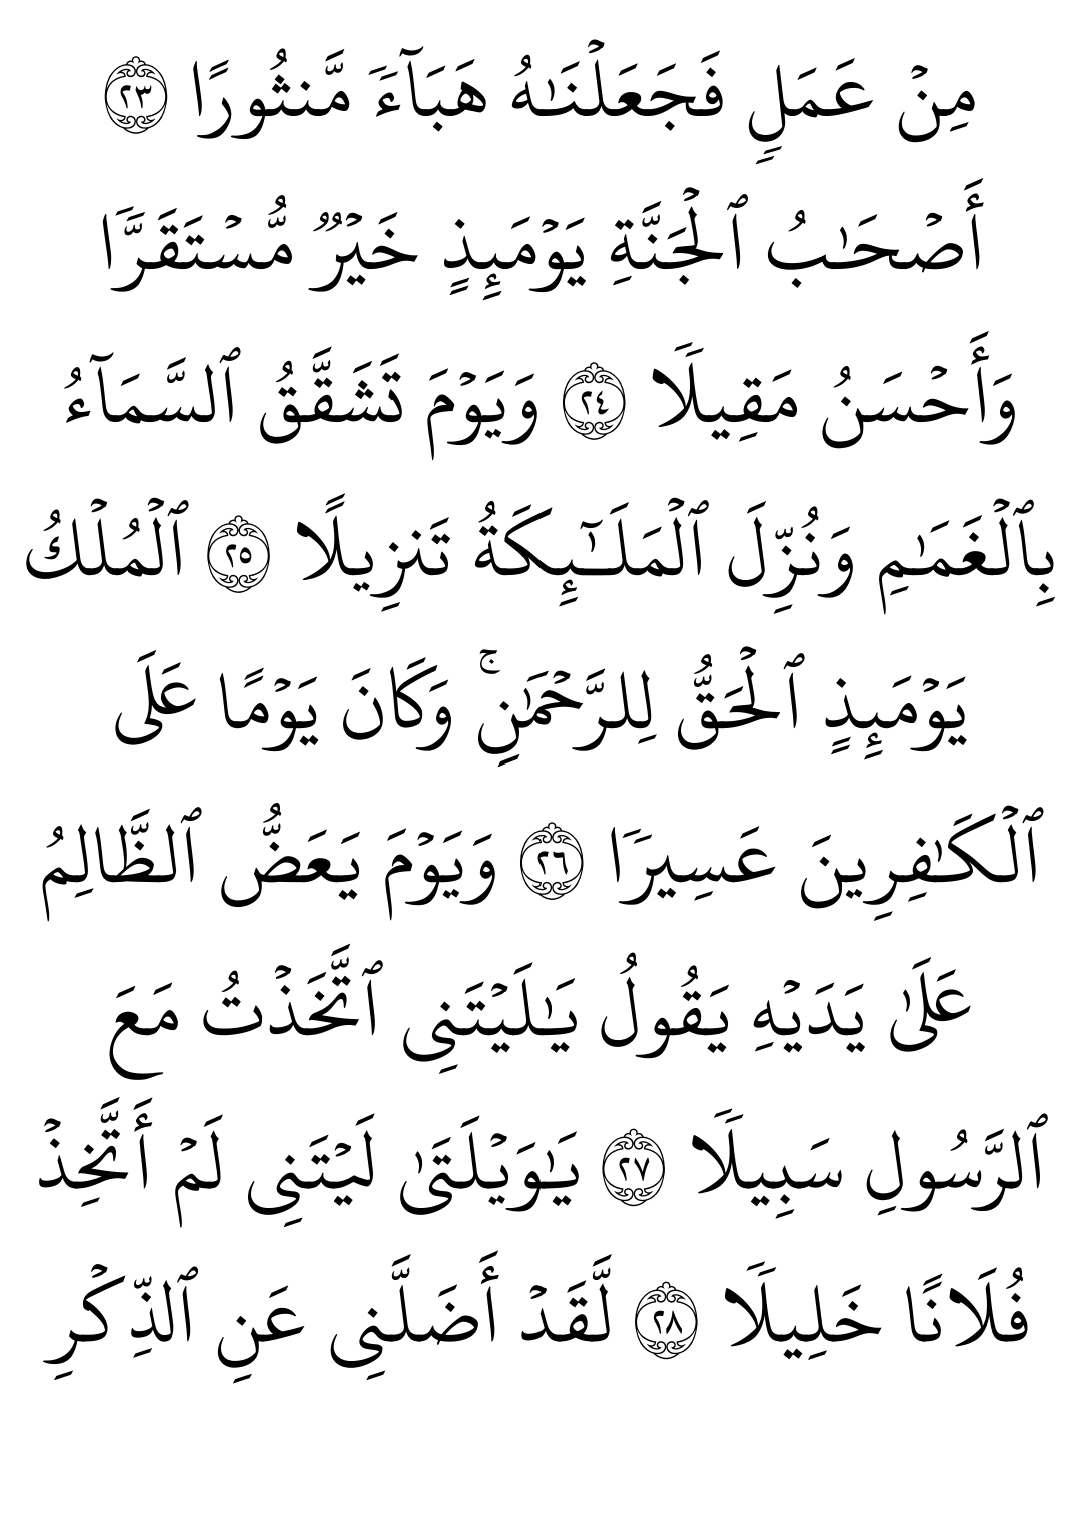 مِنۡ عَمَلٖ فَجَعَلۡنَٰهُ هَبَآءٗ مَّنثُورًا ٢٣
أَصۡحَٰبُ ٱلۡجَنَّةِ يَوۡمَئِذٍ خَيۡرٞ مُّسۡتَقَرّٗا
وَأَحۡسَنُ مَقِيلٗا ٢٤ وَيَوۡمَ تَشَقَّقُ ٱلسَّمَآءُ
بِٱلۡغَمَٰمِ وَنُزِّلَ ٱلۡمَلَٰٓئِكَةُ تَنزِيلًا ٢٥ ٱلۡمُلۡكُ
يَوۡمَئِذٍ ٱلۡحَقُّ لِلرَّحۡمَٰنِۚ وَكَانَ يَوۡمًا عَلَى
ٱلۡكَٰفِرِينَ عَسِيرٗا ٢٦ وَيَوۡمَ يَعَضُّ ٱلظَّالِمُ
عَلَىٰ يَدَيۡهِ يَقُولُ يَٰلَيۡتَنِي ٱتَّخَذۡتُ مَعَ
ٱلرَّسُولِ سَبِيلٗا ٢٧ يَٰوَيۡلَتَىٰ لَيۡتَنِي لَمۡ أَتَّخِذۡ
فُلَانًا خَلِيلٗا ٢٨ لَّقَدۡ أَضَلَّنِي عَنِ ٱلذِّكۡرِ